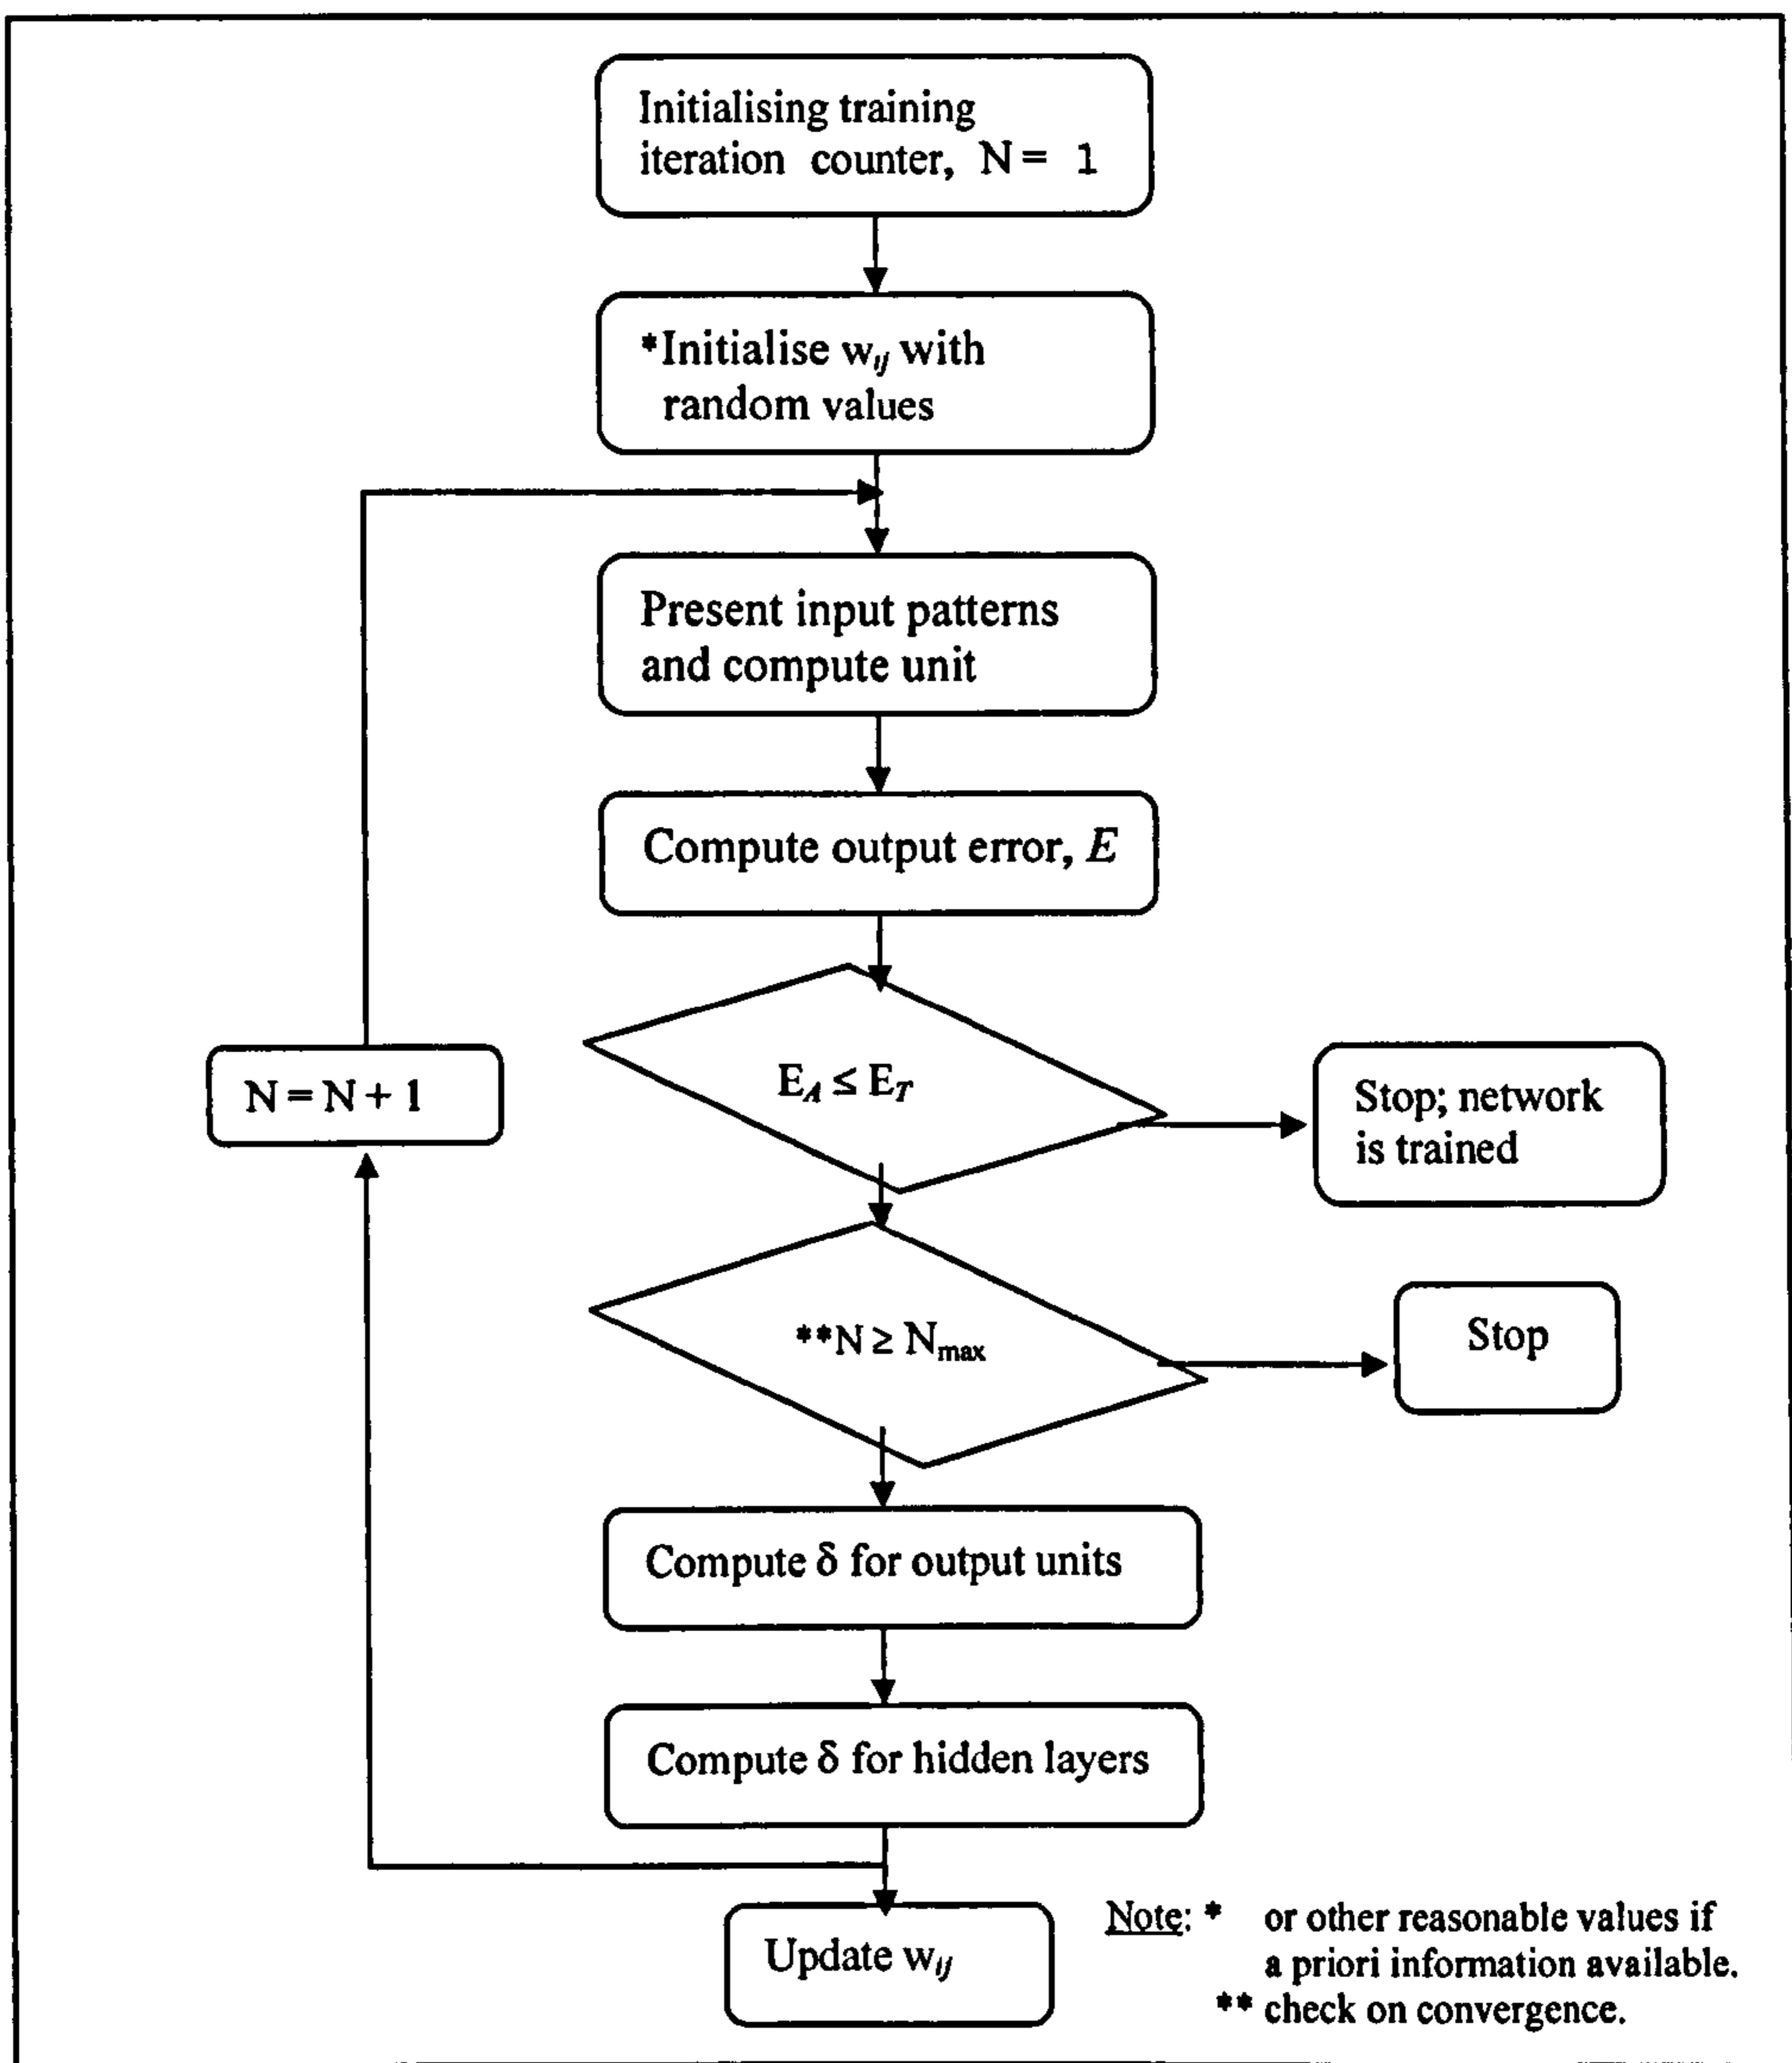 Initialising training
iteration counter, N = 1
*Initialise wij with
random values
Present input patterns
and compute unit
Compute output error, E
EA ≤ ET
Stop; network
is trained
N = N + 1
**N ≥ Nmax
Stop
Compute δ for output units
Compute δ for hidden layers
Update wij
Note: * or other reasonable values if
a priori information available.
** check on convergence.